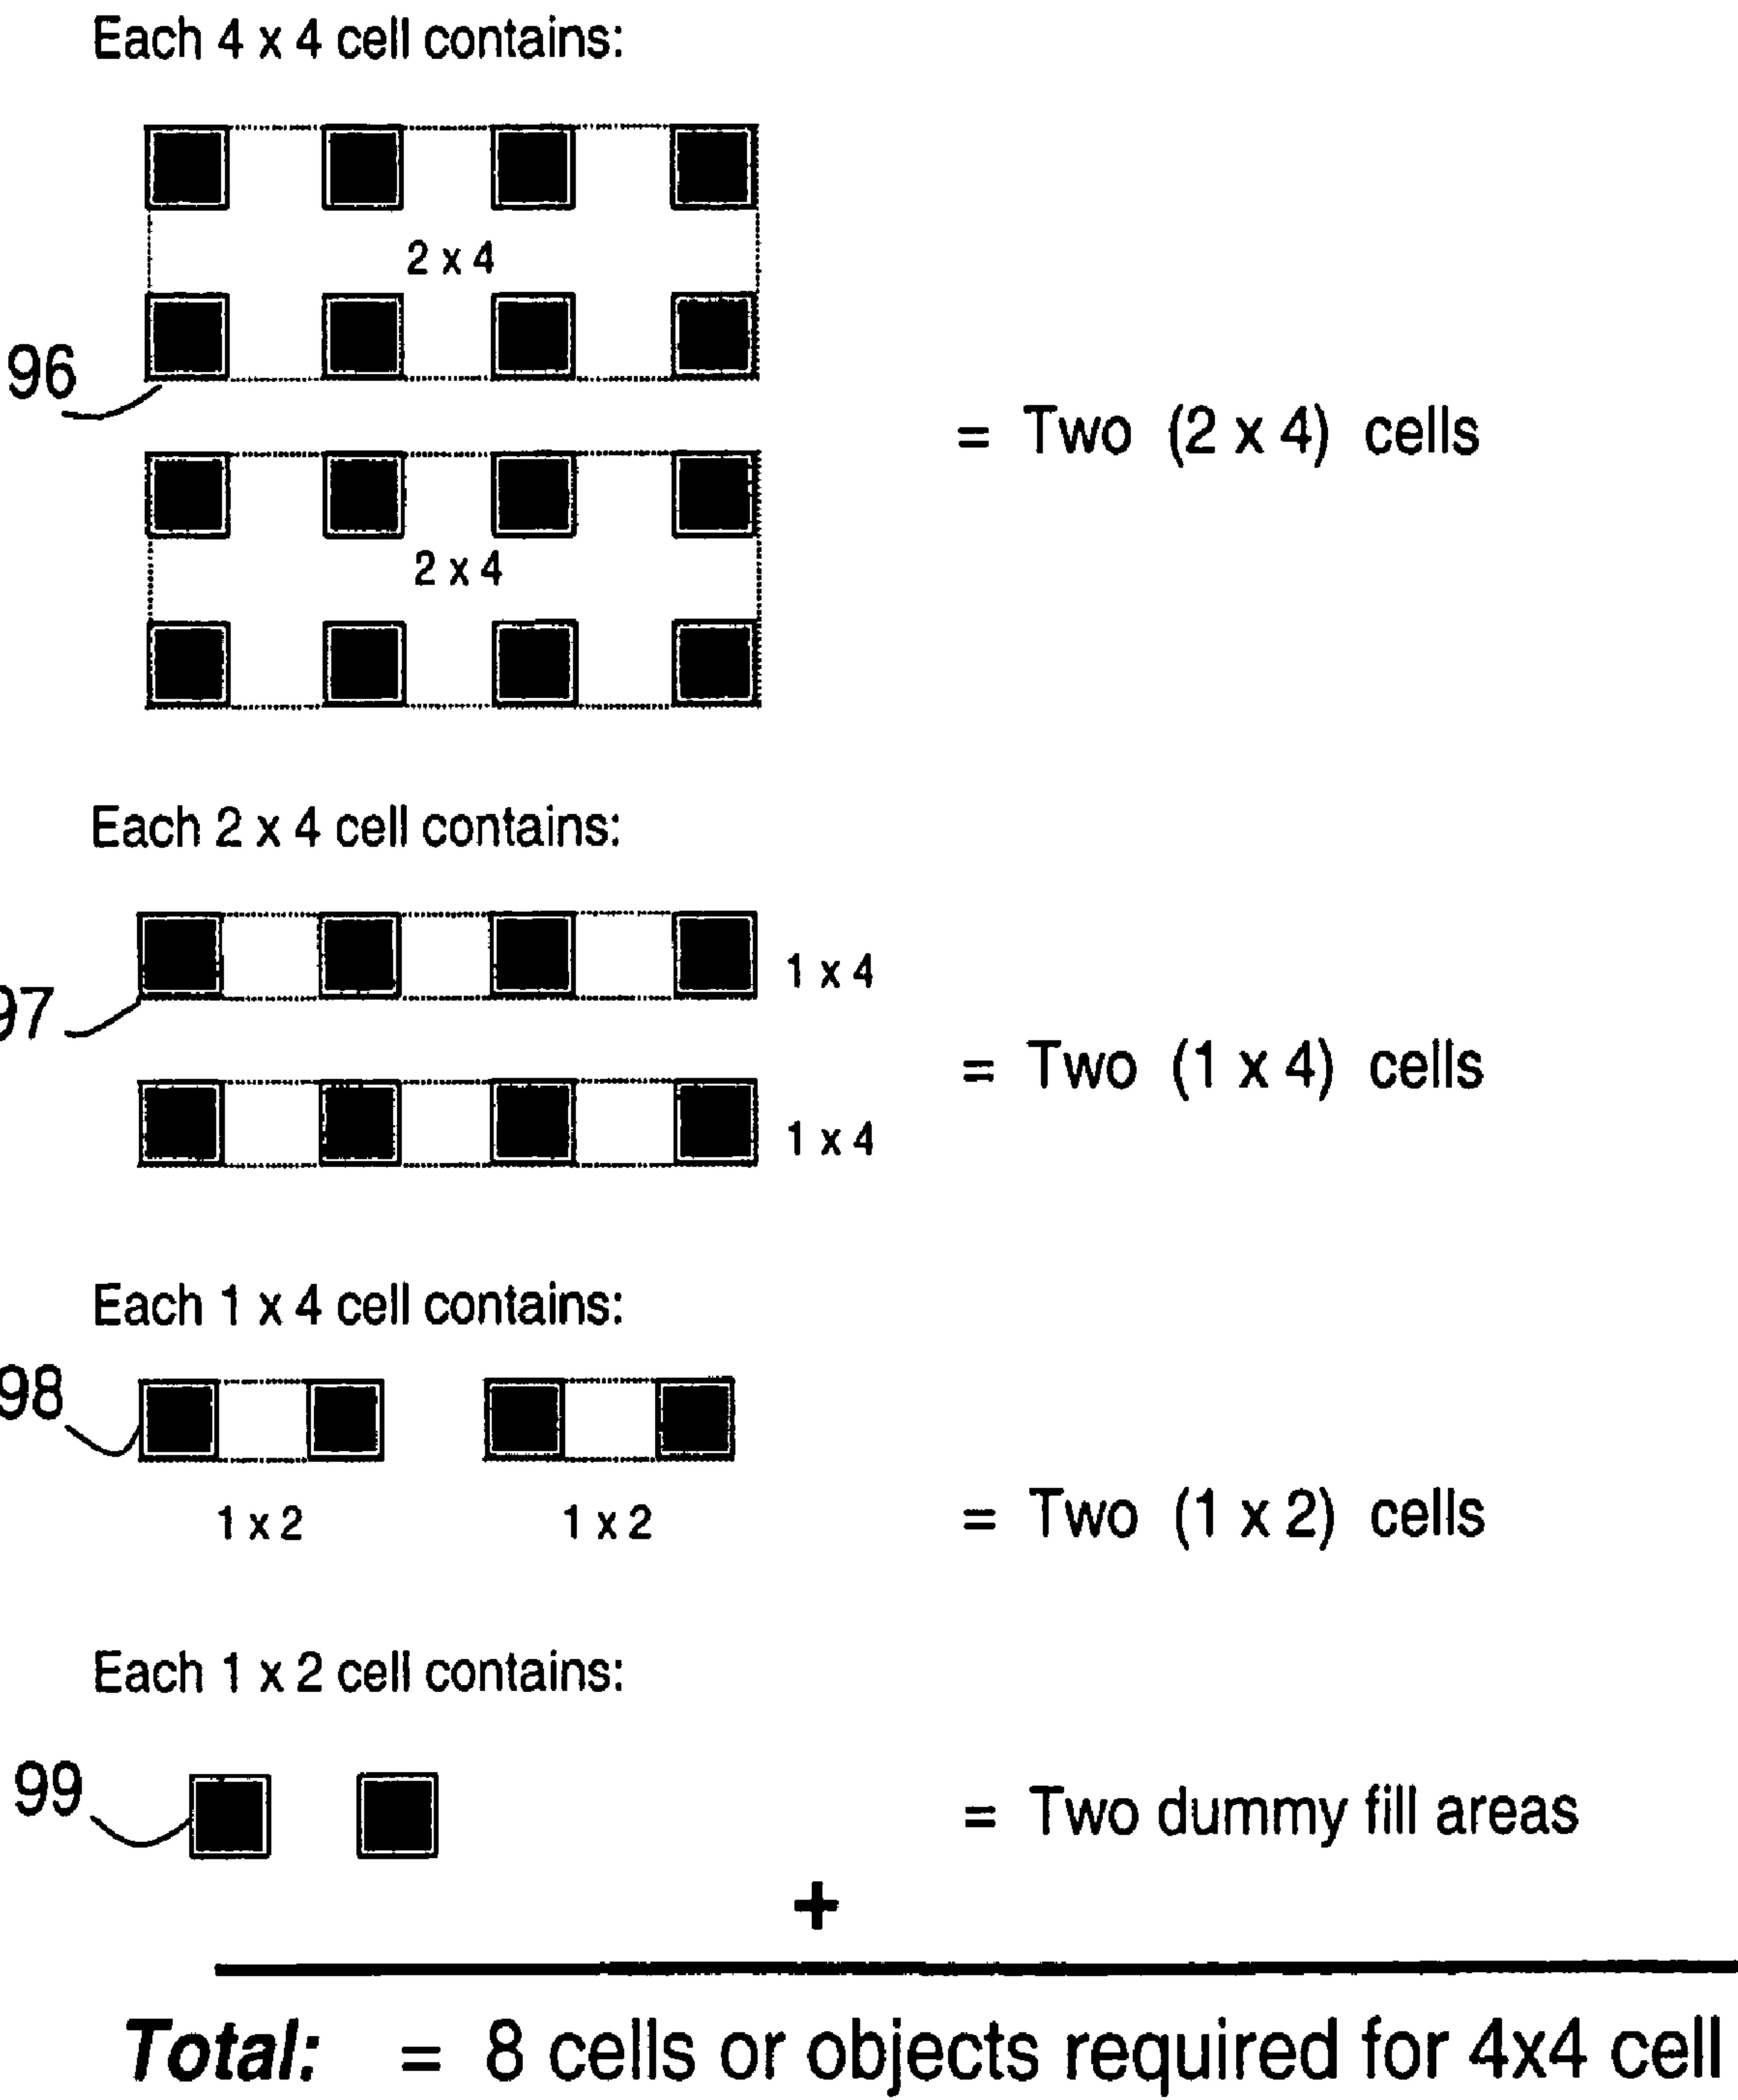 Each 4 x 4 cell contains:
2 x 4
96
= Two (2 x 4) cells
2 x 4
Each 2 x 4 cell contains:
1 x 4
97
= Two (1 x 4) cells
1 x 4
Each 1 x 4 cell contains:
98
1 x 2 1 x 2
= Two (1 x 2) cells
Each 1 x 2 cell contains:
99
= Two dummy fill areas
+
Total: = 8 cells or objects required for 4x4 cell